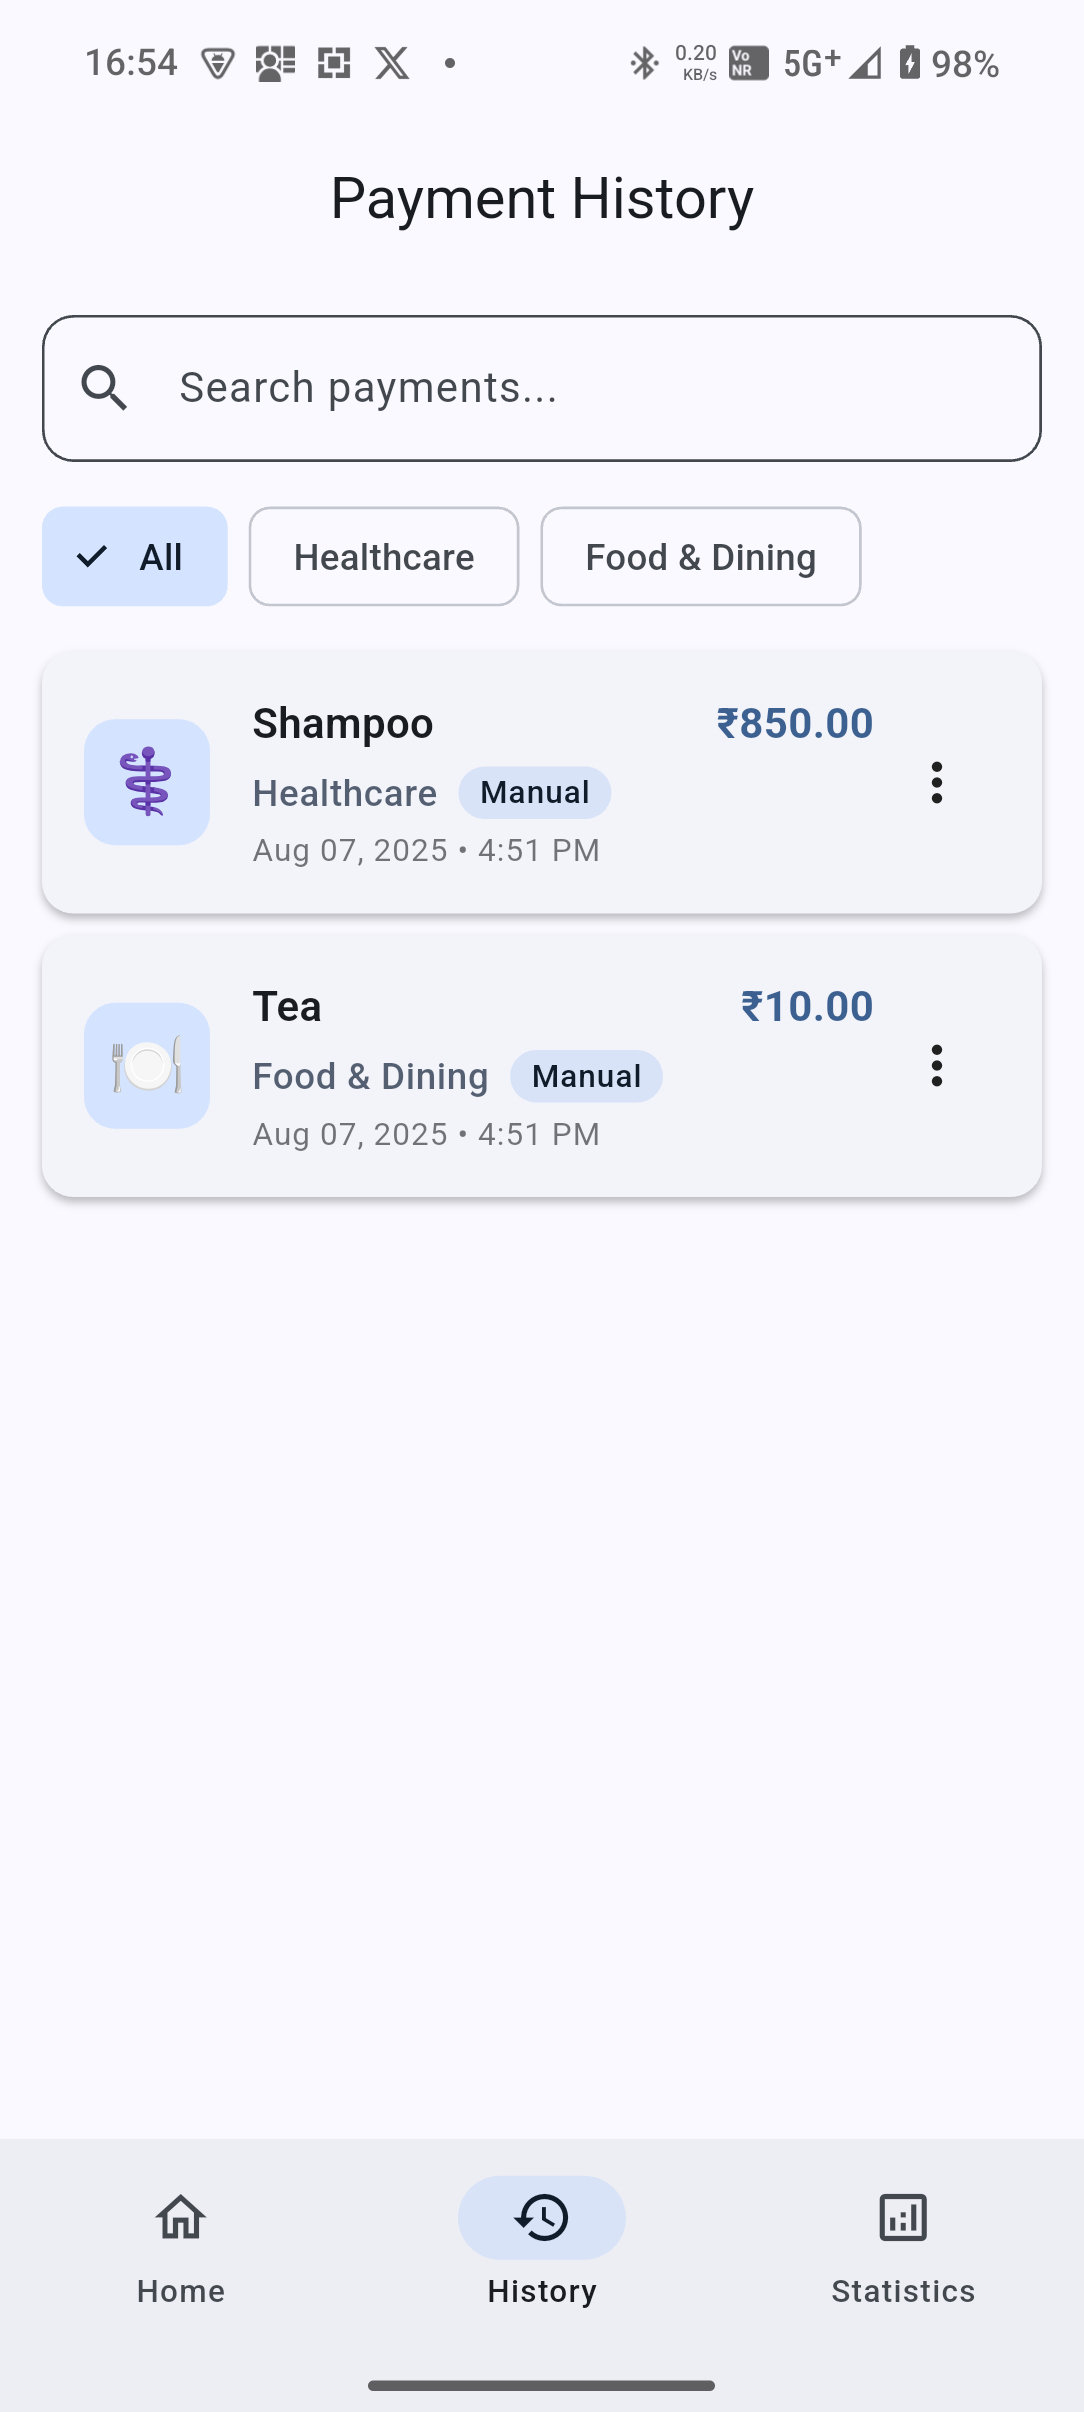 16:54 0.20 KB/s Vo NR 5G+ 98%
Payment History
Search payments...
All Healthcare Food & Dining
Shampoo ₹850.00
Healthcare Manual
Aug 07, 2025 • 4:51 PM
Tea ₹10.00
Food & Dining Manual
Aug 07, 2025 • 4:51 PM
Home History Statistics